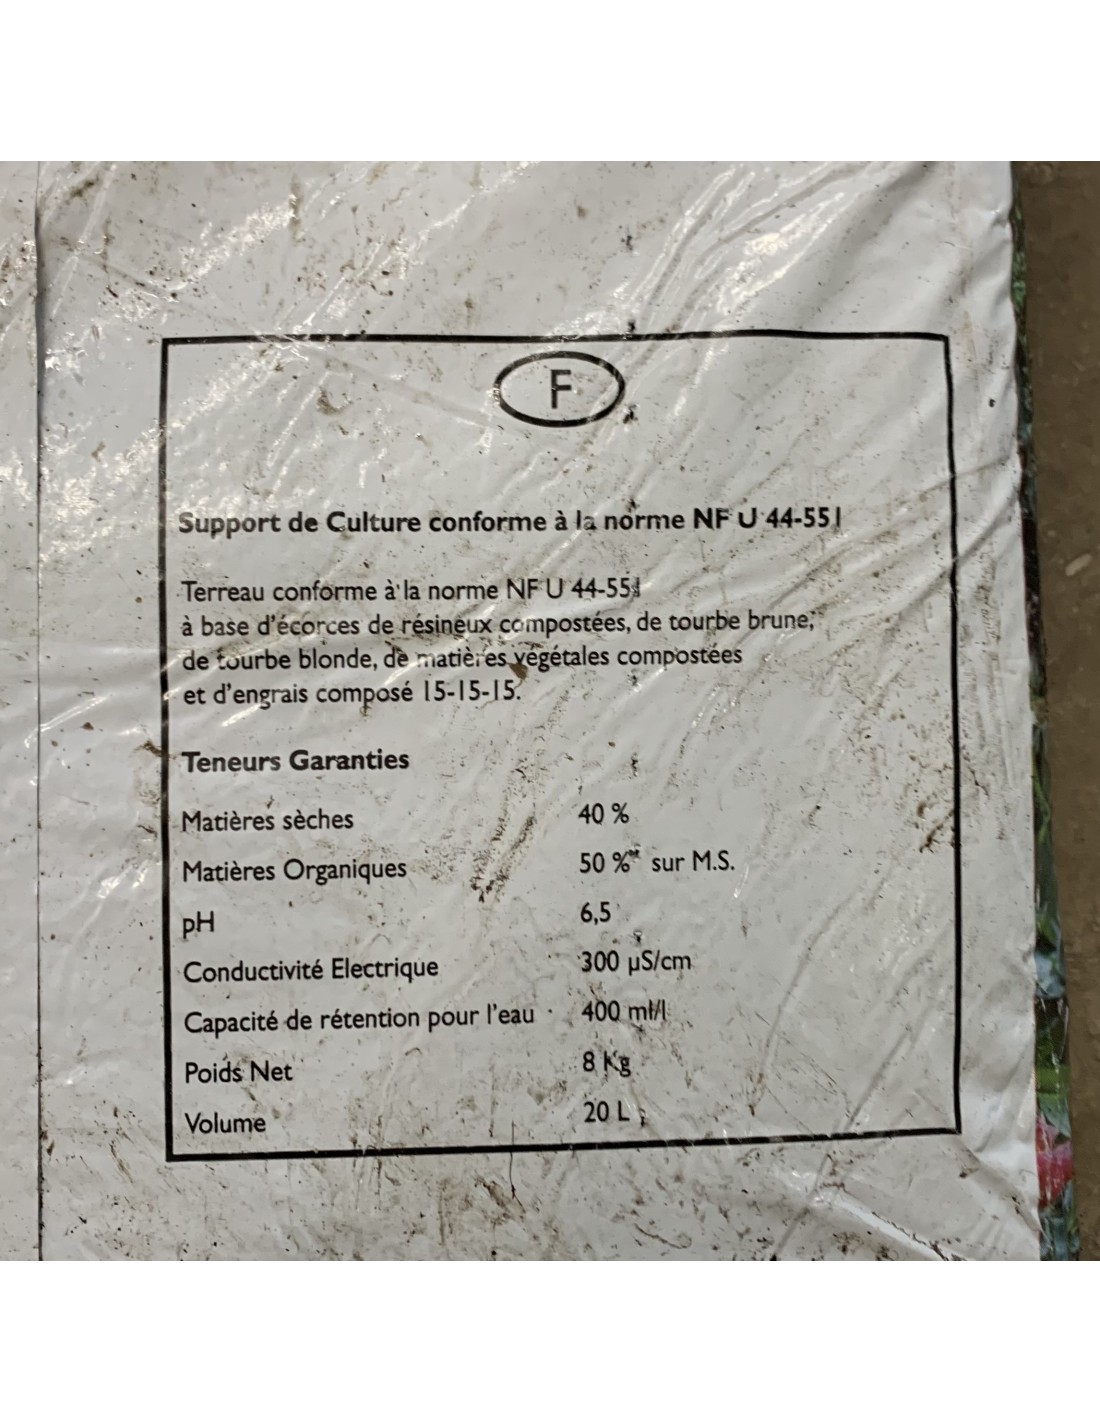 F
Support de Culture conforme à la norme NF U 44-551
Terreau conforme à la norme NF U 44-551
à base d'écorces de résineux compostées, de tourbe brune,
de tourbe blonde, de matières végétales compostées
et d'engrais composé 15-15-15.
Teneurs Garanties
Matières sèches 40 %
Matières Organiques 50 % sur M.S.
pH 6,5
Conductivité Electrique 300 µS/cm
Capacité de rétention pour l'eau 400 ml/l
Poids Net 8 Kg
Volume 20 L